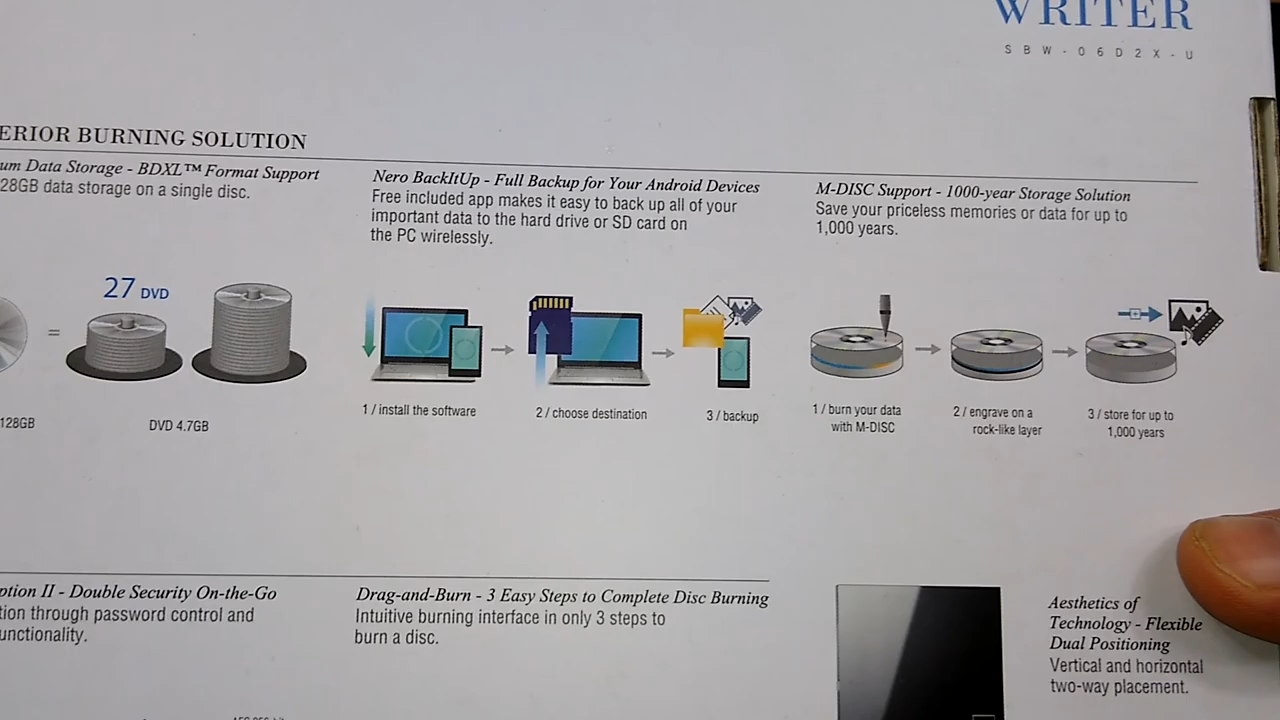 WRITER
SBW-06D2X-U
ERIOR BURNING SOLUTION
um Data Storage - BDXL™ Format Support
28GB data storage on a single disc.
27 DVD
=
128GB
DVD 4.7GB
Nero BackItUp - Full Backup for Your Android Devices
Free included app makes it easy to back up all of your
important data to the hard drive or SD card on
the PC wirelessly.
1 / install the software
2 / choose destination
3 / backup
M-DISC Support - 1000-year Storage Solution
Save your priceless memories or data for up to
1,000 years.
1 / burn your data
with M-DISC
2 / engrave on a
rock-like layer
3 / store for up to
1,000 years
ption II - Double Security On-the-Go
tion through password control and
unctionality.
Drag-and-Burn - 3 Easy Steps to Complete Disc Burning
Intuitive burning interface in only 3 steps to
burn a disc.
Aesthetics of
Technology - Flexible
Dual Positioning
Vertical and horizontal
two-way placement.